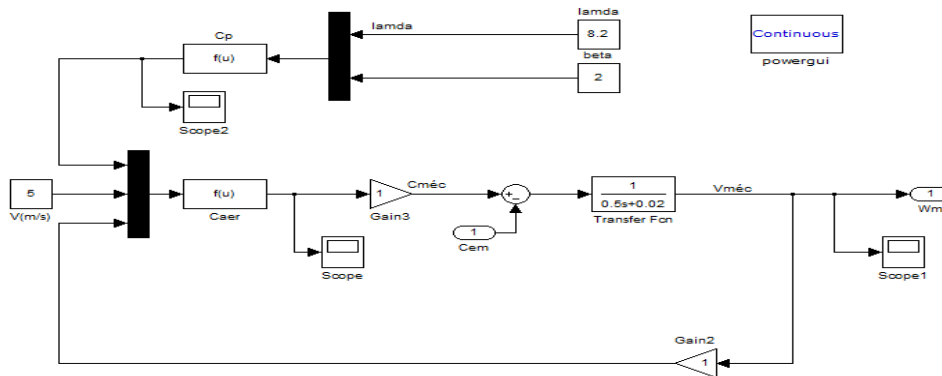 lamda
lamda
8.2
Continuous
powergui
Cp
f(u)
beta
2
Scope2
5
V(m/s)
f(u)
Caer
1
Gain3
Cméc
+
-
1
0.5s+0.02
Transfer Fcn
Vméc
1
Wm
1
Cem
Scope
Scope1
Gain2
1